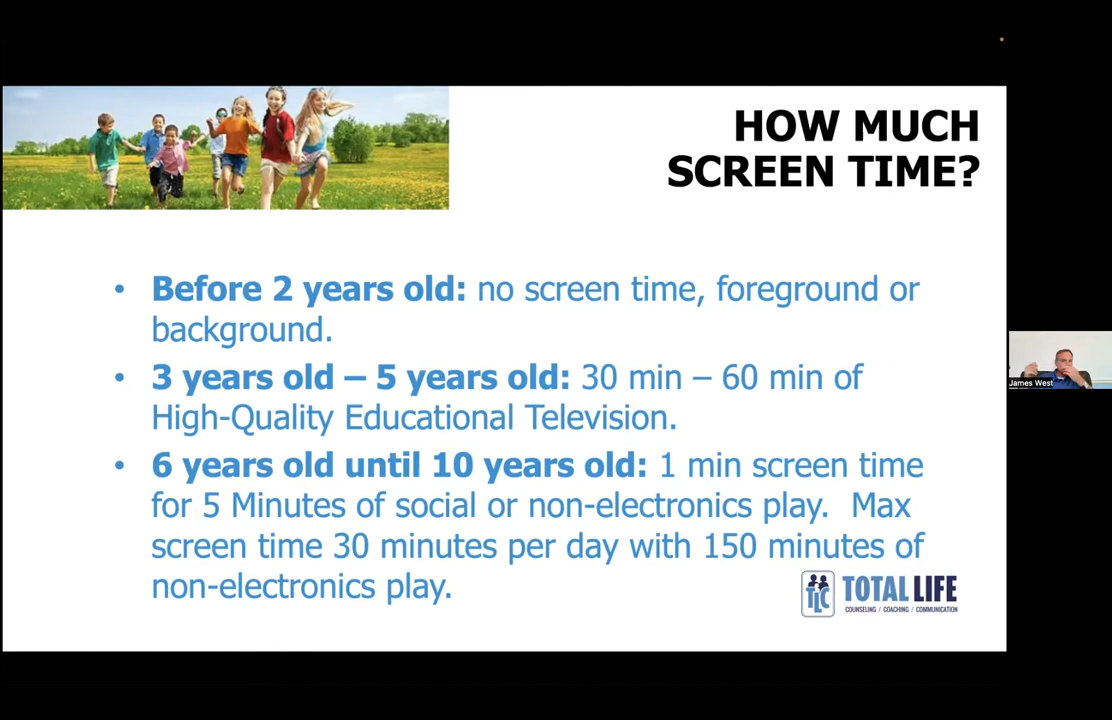 HOW MUCH
SCREEN TIME?
• Before 2 years old: no screen time, foreground or
background.
• 3 years old – 5 years old: 30 min – 60 min of
High-Quality Educational Television.
• 6 years old until 10 years old: 1 min screen time
for 5 Minutes of social or non-electronics play. Max
screen time 30 minutes per day with 150 minutes of
non-electronics play.
TLC TOTAL LIFE
COUNSELING / COACHING / COMMUNICATION
James West